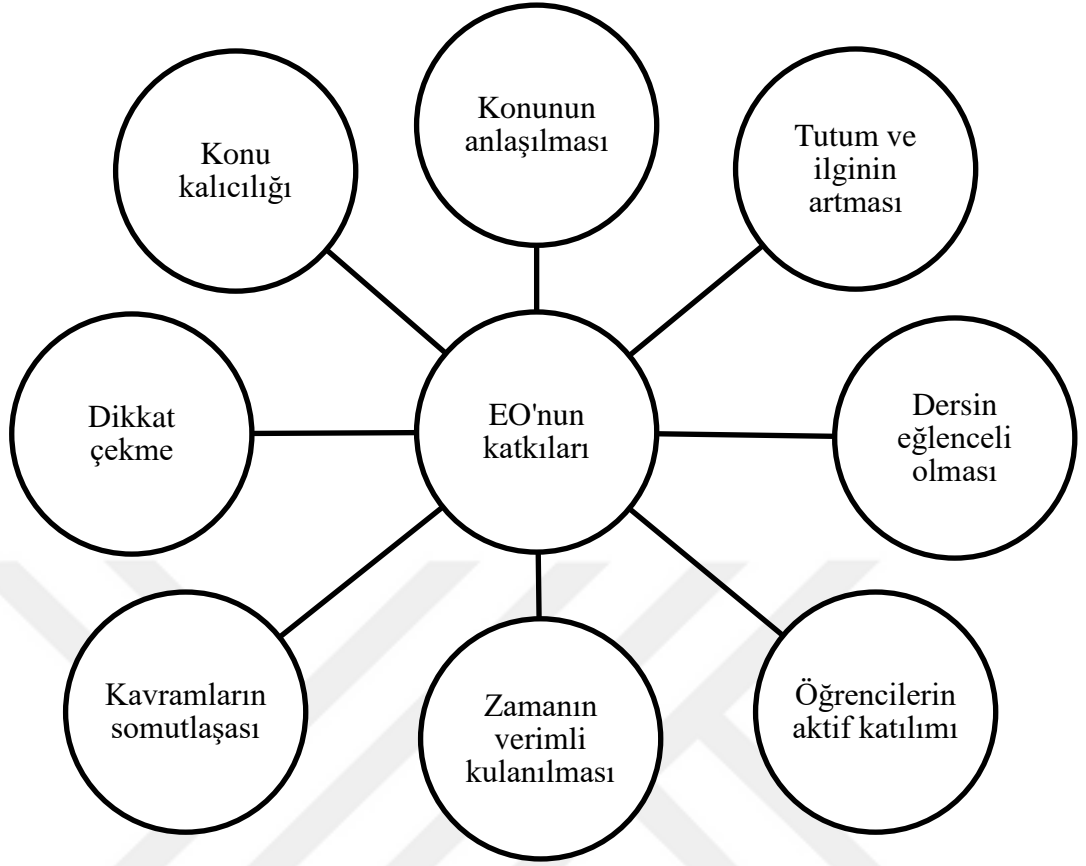 Konunun
anlaşılması
Tutum ve
ilginin
artması
Dersin
eğlenceli
olması
Öğrencilerin
aktif katılımı
Zamanın
verimli
kulanılması
Kavramların
somutlaşası
Dikkat
çekme
Konu
kalıcılığı
EO'nun
katkıları